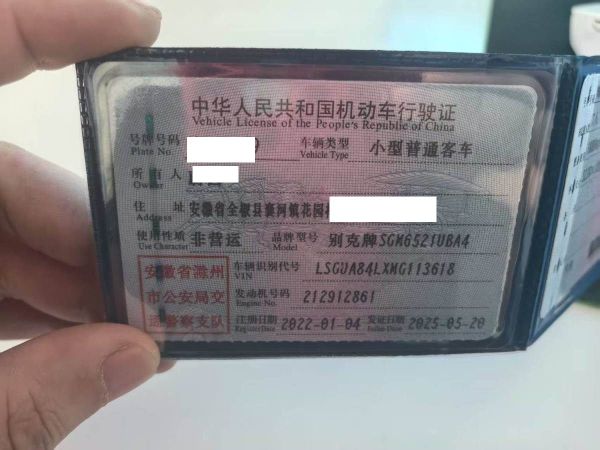 中华人民共和国机动车行驶证
Vehicle License of the People's Republic of China
号牌号码
Plate No.
车辆类型 小型普通客车
Vehicle Type
所有人
Owner
住 址 安徽省全椒县襄河镇花园
Address
使用性质 非营运 品牌型号 别克牌SGM6521UBA4
Use Character Model
安徽省滁州
市公安局交
通警察支队
车辆识别代号 LSGUA84LXMG113618
VIN
发动机号码 212912861
Engine No.
注册日期 2022-01-04 发证日期 2025-05-20
Register Date Issue Date